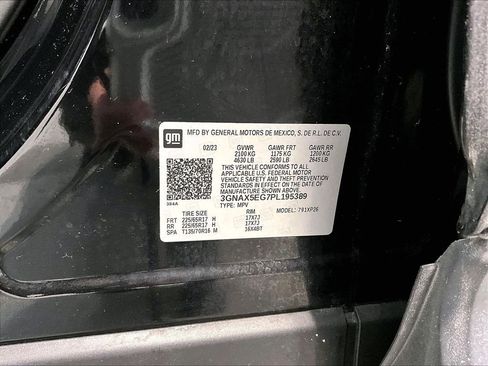 gm
MFD BY GENERAL MOTORS DE MEXICO, S. DE R.L. DE C.V.
02/23 GVWR GAWR FRT GAWR RR
2100 KG 1175 KG 1200 KG
4630 LB 2590 LB 2645 LB
THIS VEHICLE CONFORMS TO ALL
APPLICABLE U.S. FEDERAL MOTOR
VEHICLE SAFETY AND THEFT PREVENTION
STANDARDS IN EFFECT ON THE DATE OF
MANUFACTURE SHOWN ABOVE.
3GNAXSEG7PL195389
TYPE: MPV MODEL:
TIRE SIZE RIM
FRT 225/65R17 H 17X7J
RR 225/65R17 H 17X7J
SPA T135/70R16 M 16X4BT